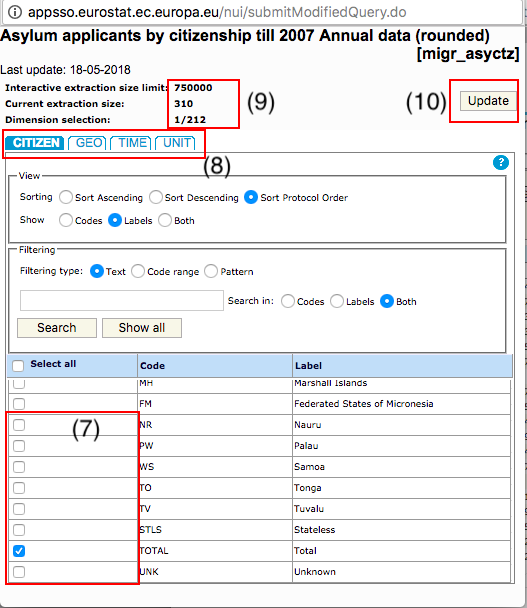 appsso.eurostat.ec.europa.eu/nui/submitModifiedQuery.do
Asylum applicants by citizenship till 2007 Annual data (rounded)
[migr_asyctz]
Last update: 18-05-2018
Interactive extraction size limit: 750000
Current extraction size: 310
Dimension selection: 1/212
(9)
(10)
Update
CITIZEN GEO TIME UNIT
(8)
?
View
Sorting Sort Ascending Sort Descending Sort Protocol Order
Show Codes Labels Both
Filtering
Filtering type: Text Code range Pattern
Search in: Codes Labels Both
Search Show all
Select all Code Label
MH Marshall Islands
FM Federated States of Micronesia
(7)
NR Nauru
PW Palau
WS Samoa
TO Tonga
TV Tuvalu
STLS Stateless
TOTAL Total
UNK Unknown